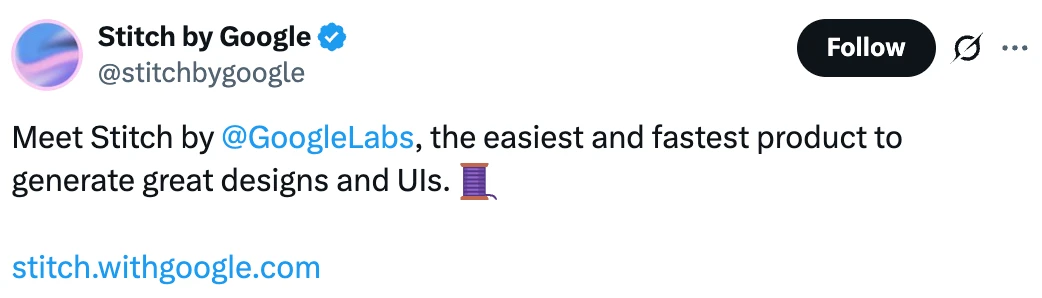 Stitch by Google
@stitchbygoogle
Follow
Meet Stitch by @GoogleLabs, the easiest and fastest product to
generate great designs and UIs. 🧵
stitch.withgoogle.com